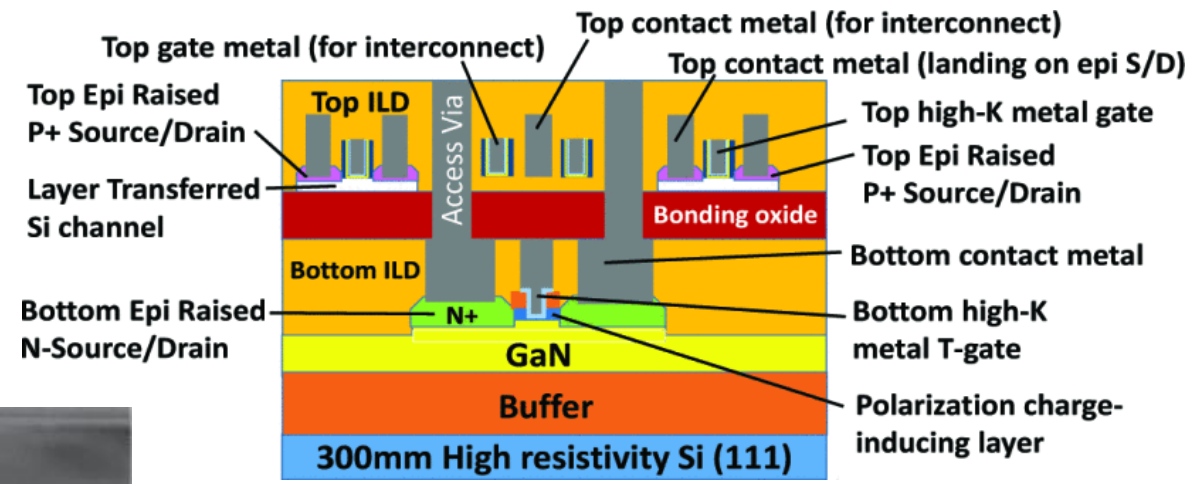 Top contact metal (for interconnect)
Top gate metal (for interconnect)
Top contact metal (landing on epi S/D)
Top Epi Raised
P+ Source/Drain
Top ILD
Access Via
Top high-K metal gate
Layer Transferred
Si channel
Top Epi Raised
P+ Source/Drain
Bonding oxide
Bottom ILD
Bottom contact metal
Bottom Epi Raised
N-Source/Drain
N+
Bottom high-K
metal T-gate
GaN
Buffer
Polarization charge-
inducing layer
300mm High resistivity Si (111)